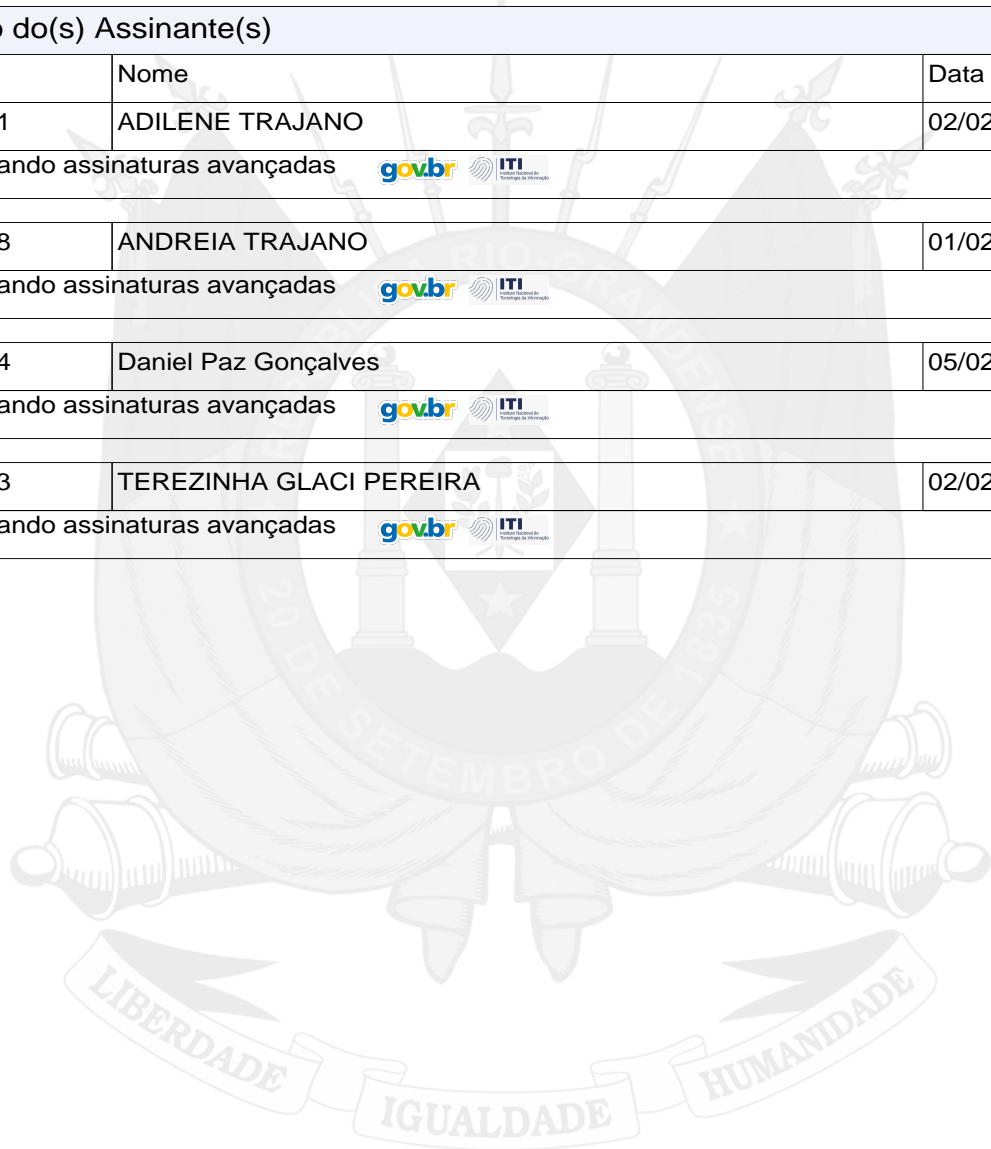 o do(s) Assinante(s)
Nome Data
1 ADILENE TRAJANO 02/02
ando assinaturas avançadas gov.br ITI
8 ANDREIA TRAJANO 01/02
ando assinaturas avançadas gov.br ITI
4 Daniel Paz Gonçalves 05/02
ando assinaturas avançadas gov.br ITI
3 TEREZINHA GLACI PEREIRA 02/02
ando assinaturas avançadas gov.br ITI
REPÚBLICA RIO-GRANDENSE
20 DE SETEMBRO DE 1835
LIBERDADE IGUALDADE HUMANIDADE